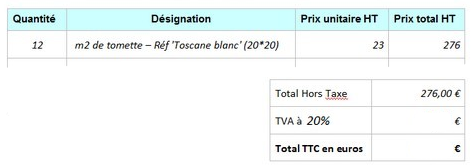 Quantité Désignation Prix unitaire HT Prix total HT
12 m2 de tomette – Réf 'Toscane blanc' (20*20) 23 276
Total Hors Taxe 276,00 €
TVA à 20% €
Total TTC en euros €